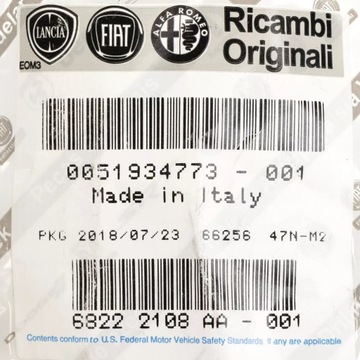 LANCIA FIAT ALFA ROMEO
Ricambi
Originali
EOM3
0051934773 - 001
Made in Italy
PKG 2018/07/23 66256 47N-M2
6822 2108 AA - 001
Contents conform to U.S. Federal Motor Vehicle Safety Standards if any are applicable